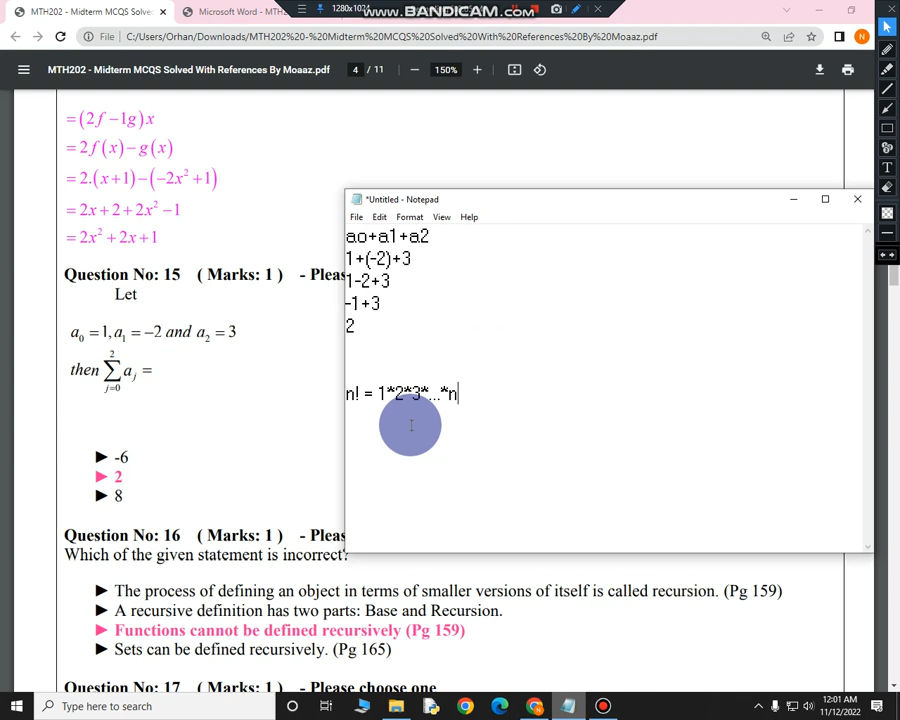 MTH202 - Midterm MCQS Solved
Microsoft Word - MTH
1280x1024
www.BANDICAM.com
File
C:/Users/Orhan/Downloads/MTH202%20-%20Midterm%20MCQS%20Solved%20With%20References%20By%20Moaaz.pdf
N
MTH202 - Midterm MCQS Solved With References By Moaaz.pdf
4 / 11
150%
= (2f − 1g) x
= 2f(x) − g(x)
= 2.(x+1) − (−2x² + 1)
= 2x + 2 + 2x² − 1
= 2x² + 2x + 1
Question No: 15 ( Marks: 1 ) - Pleas
Let
a₀ = 1, a₁ = −2 and a₂ = 3
then ∑ⱼ₌₀² aⱼ =
► -6
► 2
► 8
*Untitled - Notepad
File Edit Format View Help
ao+a1+a2
1+(-2)+3
1-2+3
-1+3
2
n! = 1*2*3*...*n
Question No: 16 ( Marks: 1 ) - Pleas
Which of the given statement is incorrect?
► The process of defining an object in terms of smaller versions of itself is called recursion. (Pg 159)
► A recursive definition has two parts: Base and Recursion.
► Functions cannot be defined recursively (Pg 159)
► Sets can be defined recursively. (Pg 165)
Question No: 17 ( Marks: 1 ) - Please choose one
Type here to search
12:01 AM
11/12/2022